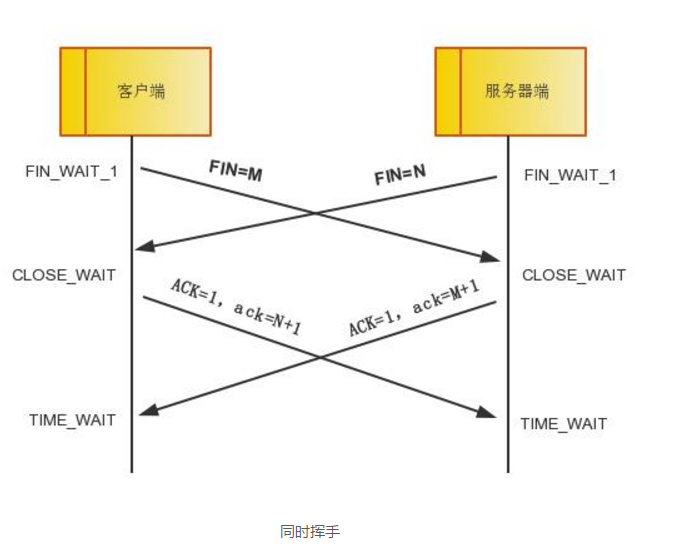 客户端
服务器端
FIN_WAIT_1
FIN=M
FIN=N
FIN_WAIT_1
CLOSE_WAIT
CLOSE_WAIT
ACK=1, ack=N+1
ACK=1, ack=M+1
TIME_WAIT
TIME_WAIT
同时挥手